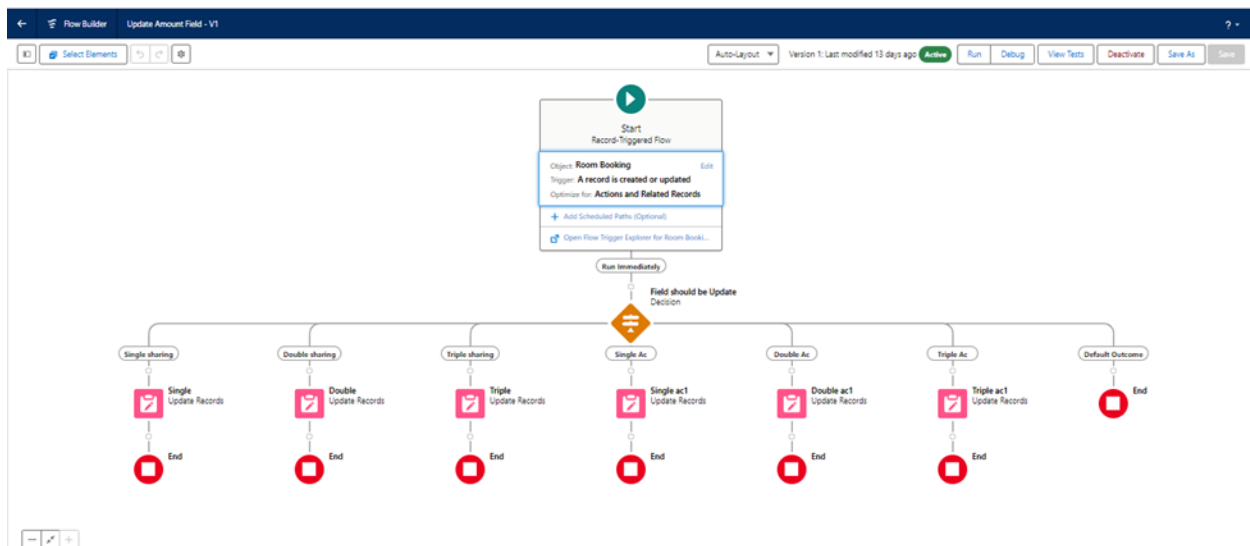 Flow Builder Update Amount Field - V1 ?
Select Elements Auto-Layout Version 1: Last modified 13 days ago Active Run Debug View Tests Deactivate Save As Save
Start
Record-Triggered Flow
Object: Room Booking Edit
Trigger: A record is created or updated
Optimize for: Actions and Related Records
+ Add Scheduled Paths (Optional)
Open Flow Trigger Explorer for Room Booki...
Run Immediately
Field should be Update
Decision
Single sharing Double sharing Triple sharing Single Ac Double Ac Triple Ac Default Outcome
Single Double Triple Single ac1 Double ac1 Triple ac1 End
Update Records Update Records Update Records Update Records Update Records Update Records
End End End End End End